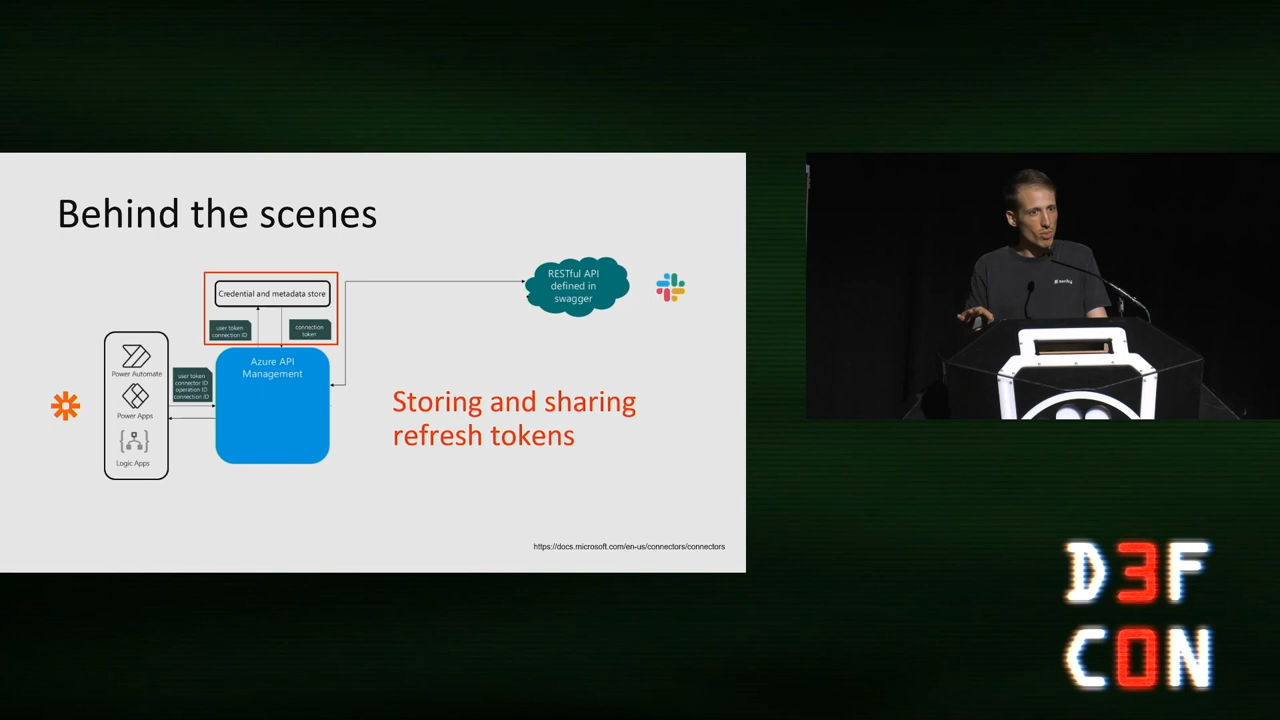 Behind the scenes
Credential and metadata store
user token
connection ID
connection
token
RESTful API
defined in
swagger
Power Automate
Power Apps
Logic Apps
user token
connector ID
operation ID
connection ID
Azure API
Management
Storing and sharing
refresh tokens
https://docs.microsoft.com/en-us/connectors/connectors
D3F
C0N